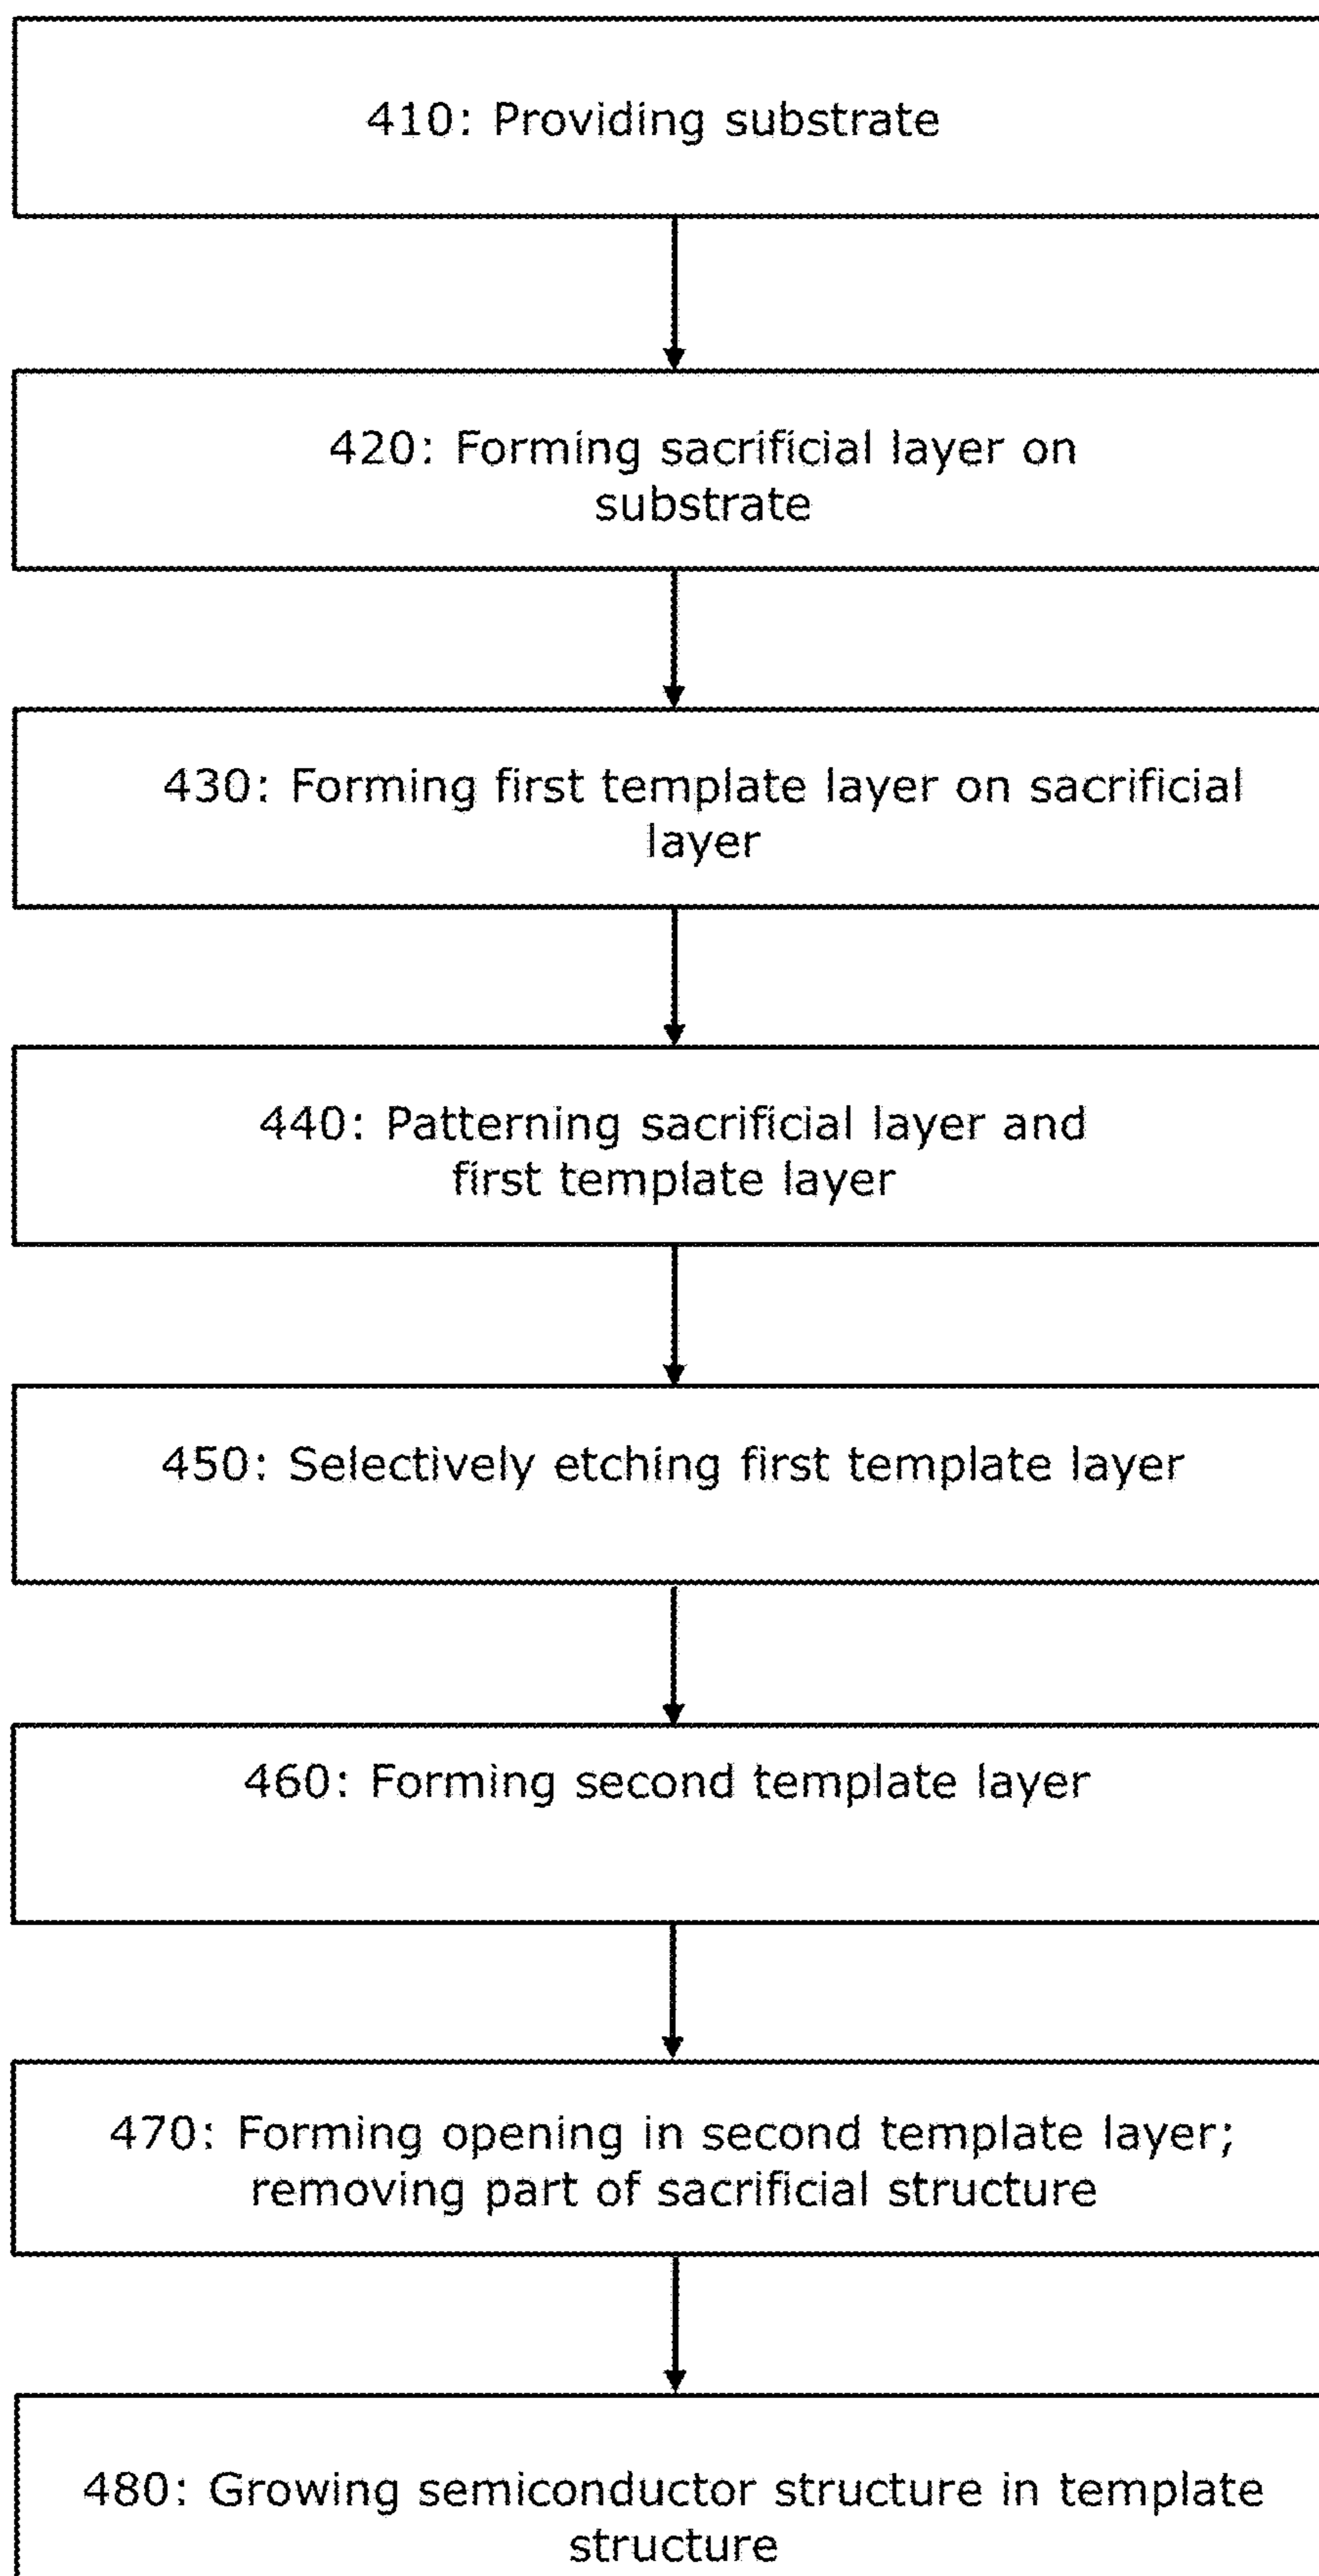 410: Providing substrate
420: Forming sacrificial layer on
substrate
430: Forming first template layer on sacrificial
layer
440: Patterning sacrificial layer and
first template layer
450: Selectively etching first template layer
460: Forming second template layer
470: Forming opening in second template layer;
removing part of sacrificial structure
480: Growing semiconductor structure in template
structure